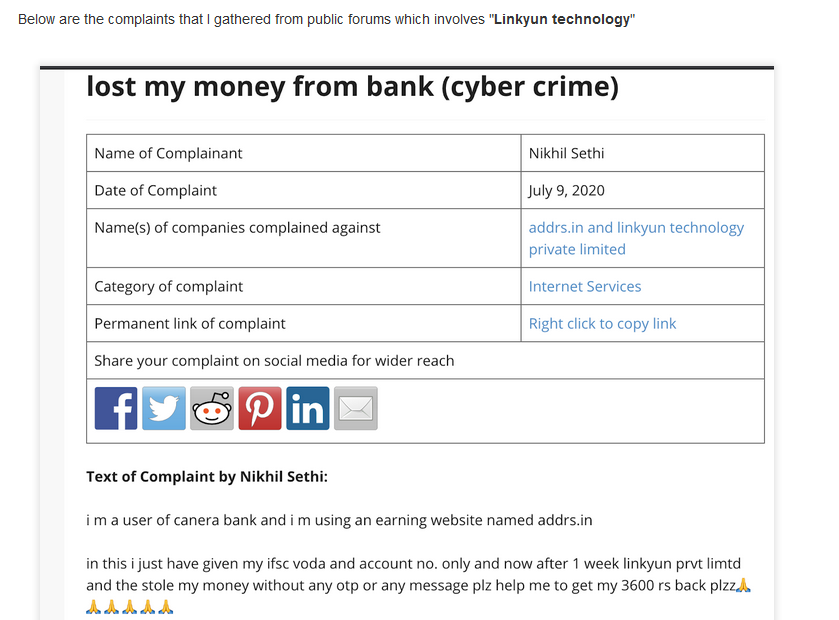 Below are the complaints that I gathered from public forums which involves "Linkyun technology"
lost my money from bank (cyber crime)
Name of Complainant Nikhil Sethi
Date of Complaint July 9, 2020
Name(s) of companies complained against addrs.in and linkyun technology
private limited
Category of complaint Internet Services
Permanent link of complaint Right click to copy link
Share your complaint on social media for wider reach
Text of Complaint by Nikhil Sethi:
i m a user of canera bank and i m using an earning website named addrs.in
in this i just have given my ifsc voda and account no. only and now after 1 week linkyun prvt limtd
and the stole my money without any otp or any message plz help me to get my 3600 rs back plzz🙏
🙏🙏🙏🙏🙏